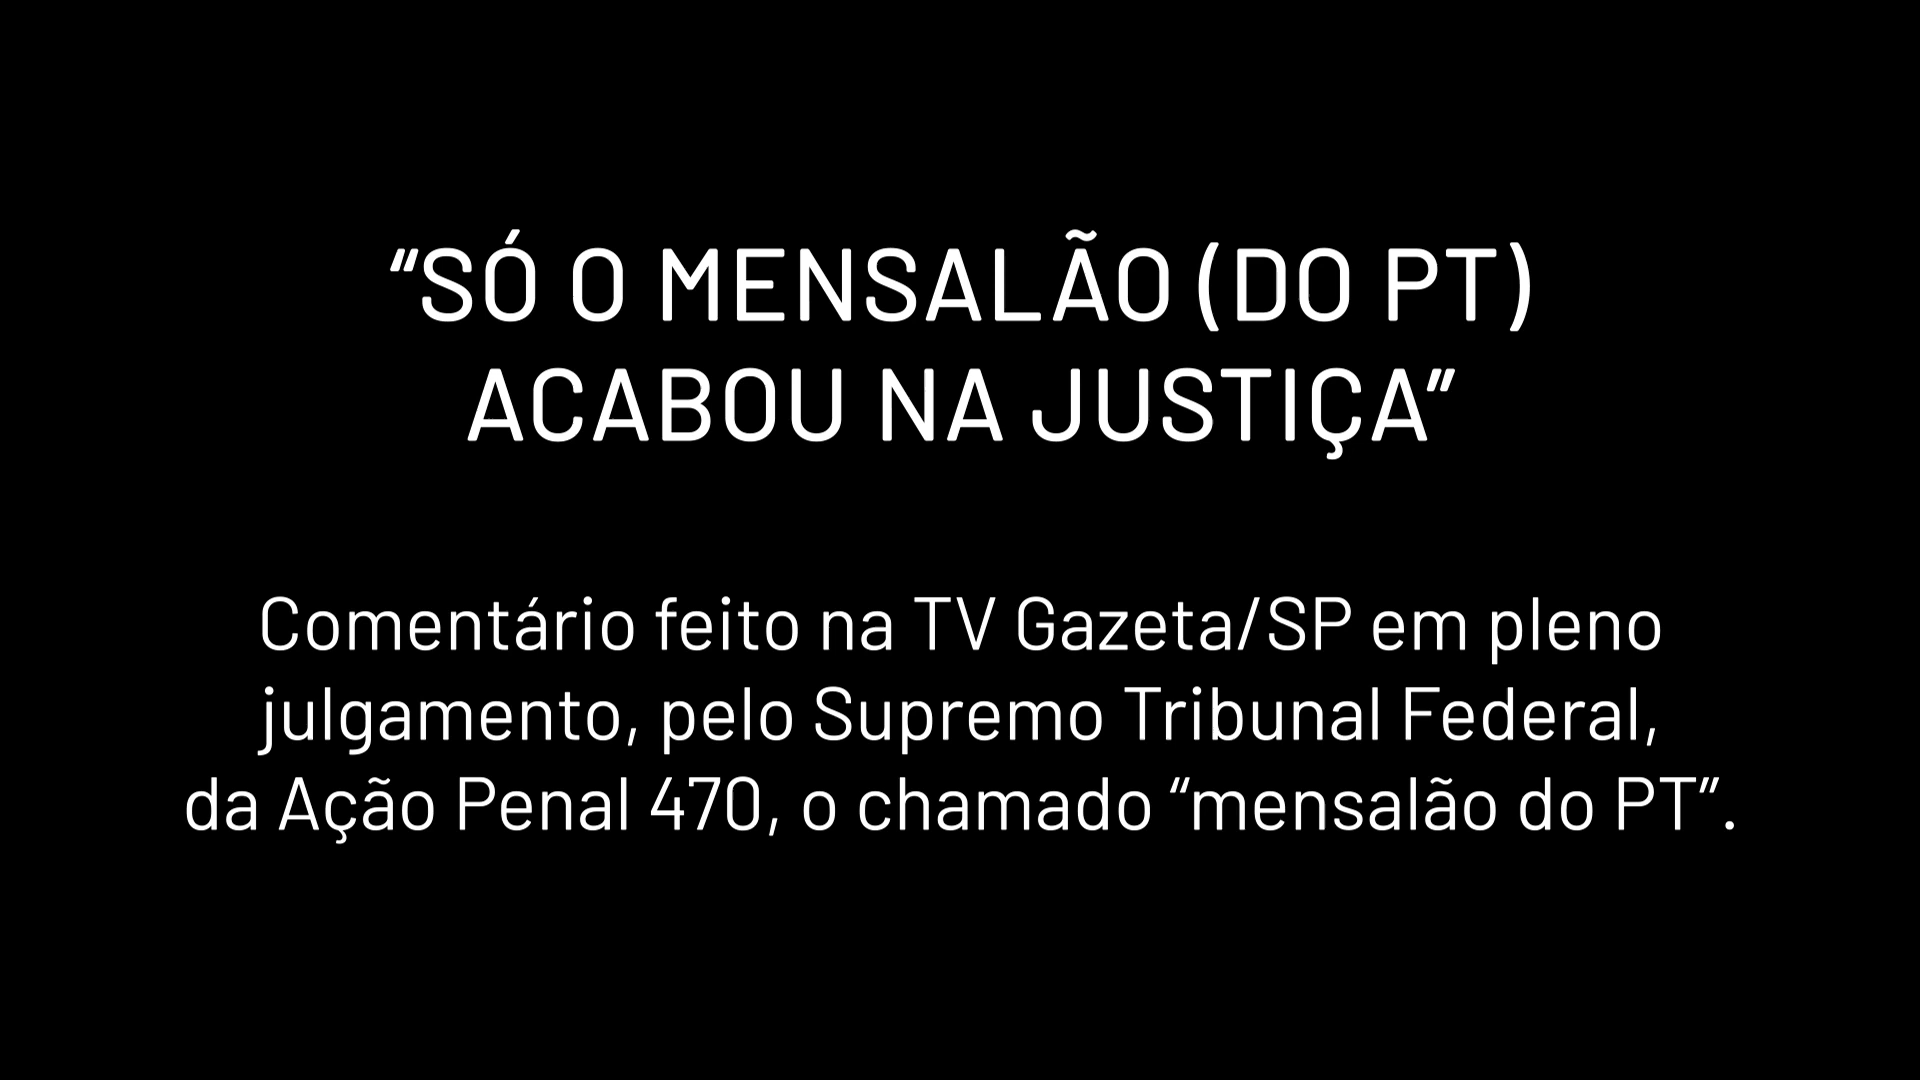 “SÓ O MENSALÃO (DO PT)
ACABOU NA JUSTIÇA”
Comentário feito na TV Gazeta/SP em pleno
julgamento, pelo Supremo Tribunal Federal,
da Ação Penal 470, o chamado “mensalão do PT”.